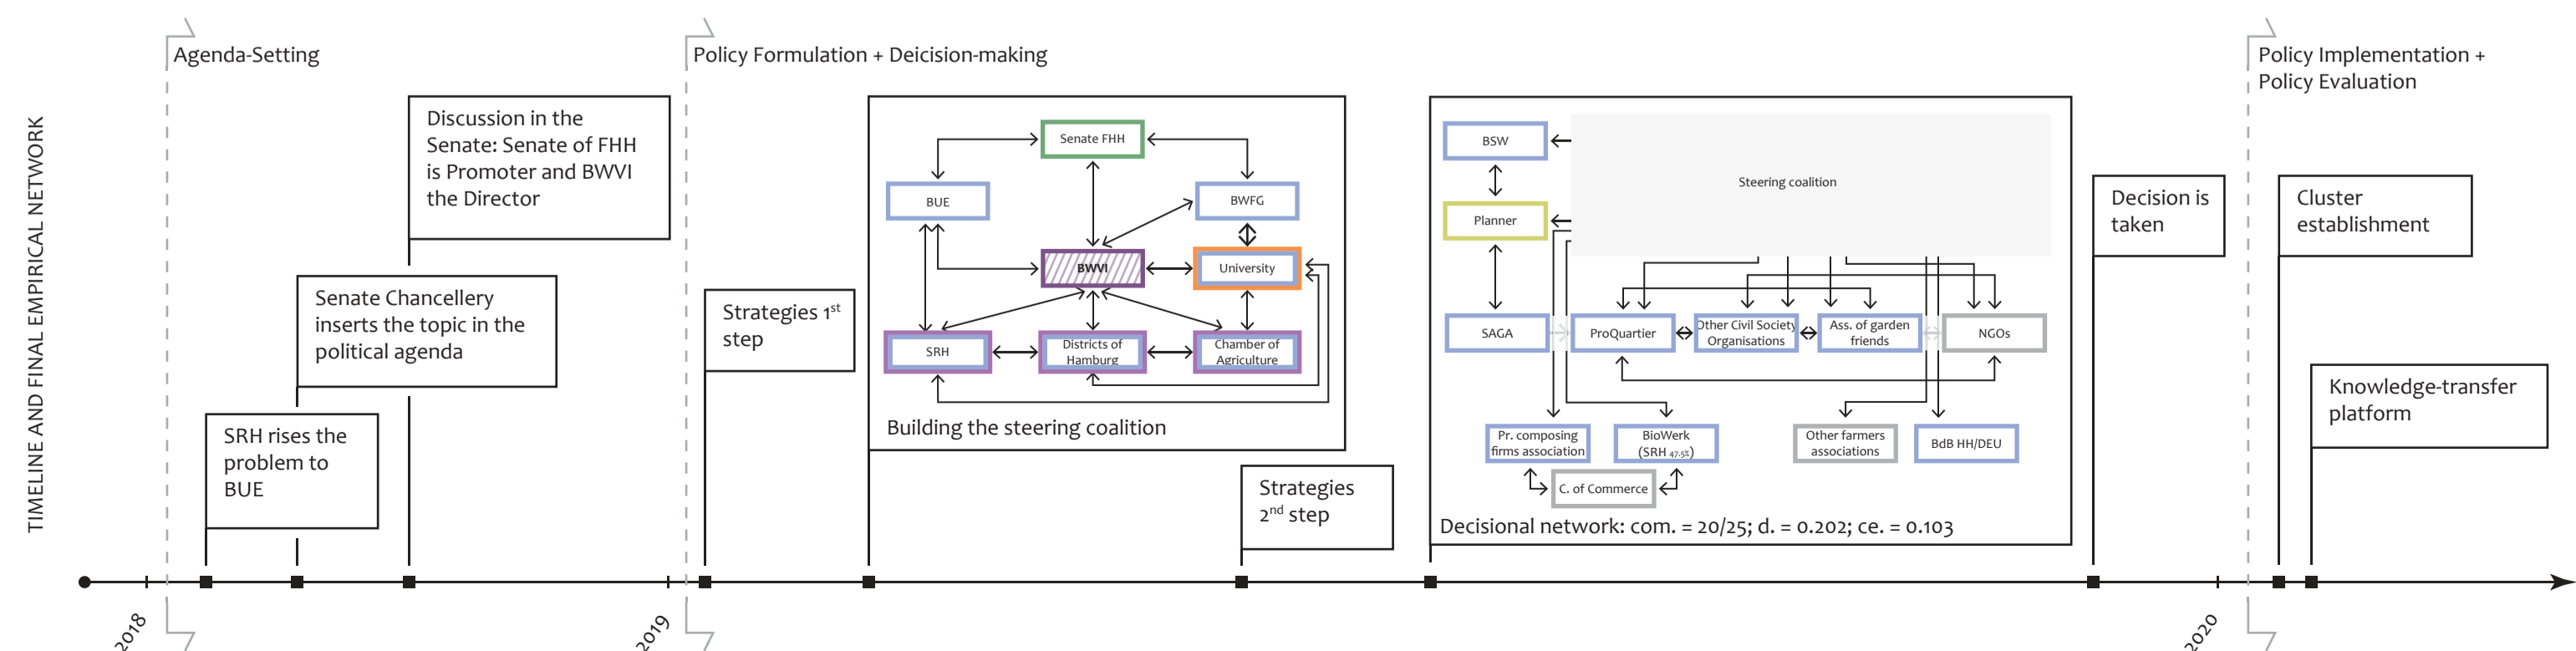 TIMELINE AND FINAL EMPIRICAL NETWORK
Agenda-Setting
Policy Formulation + Deicision-making
Policy Implementation +
Policy Evaluation
SRH rises the
problem to
BUE
Senate Chancellery
inserts the topic in the
political agenda
Discussion in the
Senate: Senate of FHH
is Promoter and BWVI
the Director
Strategies 1st
step
Senate FHH
BUE
BWFG
BWVI
University
SRH
Districts of
Hamburg
Chamber of
Agriculture
Building the steering coalition
Strategies
2nd step
BSW
Steering coalition
Planner
SAGA
ProQuartier
Other Civil Society
Organisations
Ass. of garden
friends
NGOs
Pr. composing
firms association
BioWerk
(SRH 47.5%)
Other farmers
associations
BdB HH/DEU
C. of Commerce
Decisional network: com. = 20/25; d. = 0.202; ce. = 0.103
Decision is
taken
Cluster
establishment
Knowledge-transfer
platform
2018
2019
2020